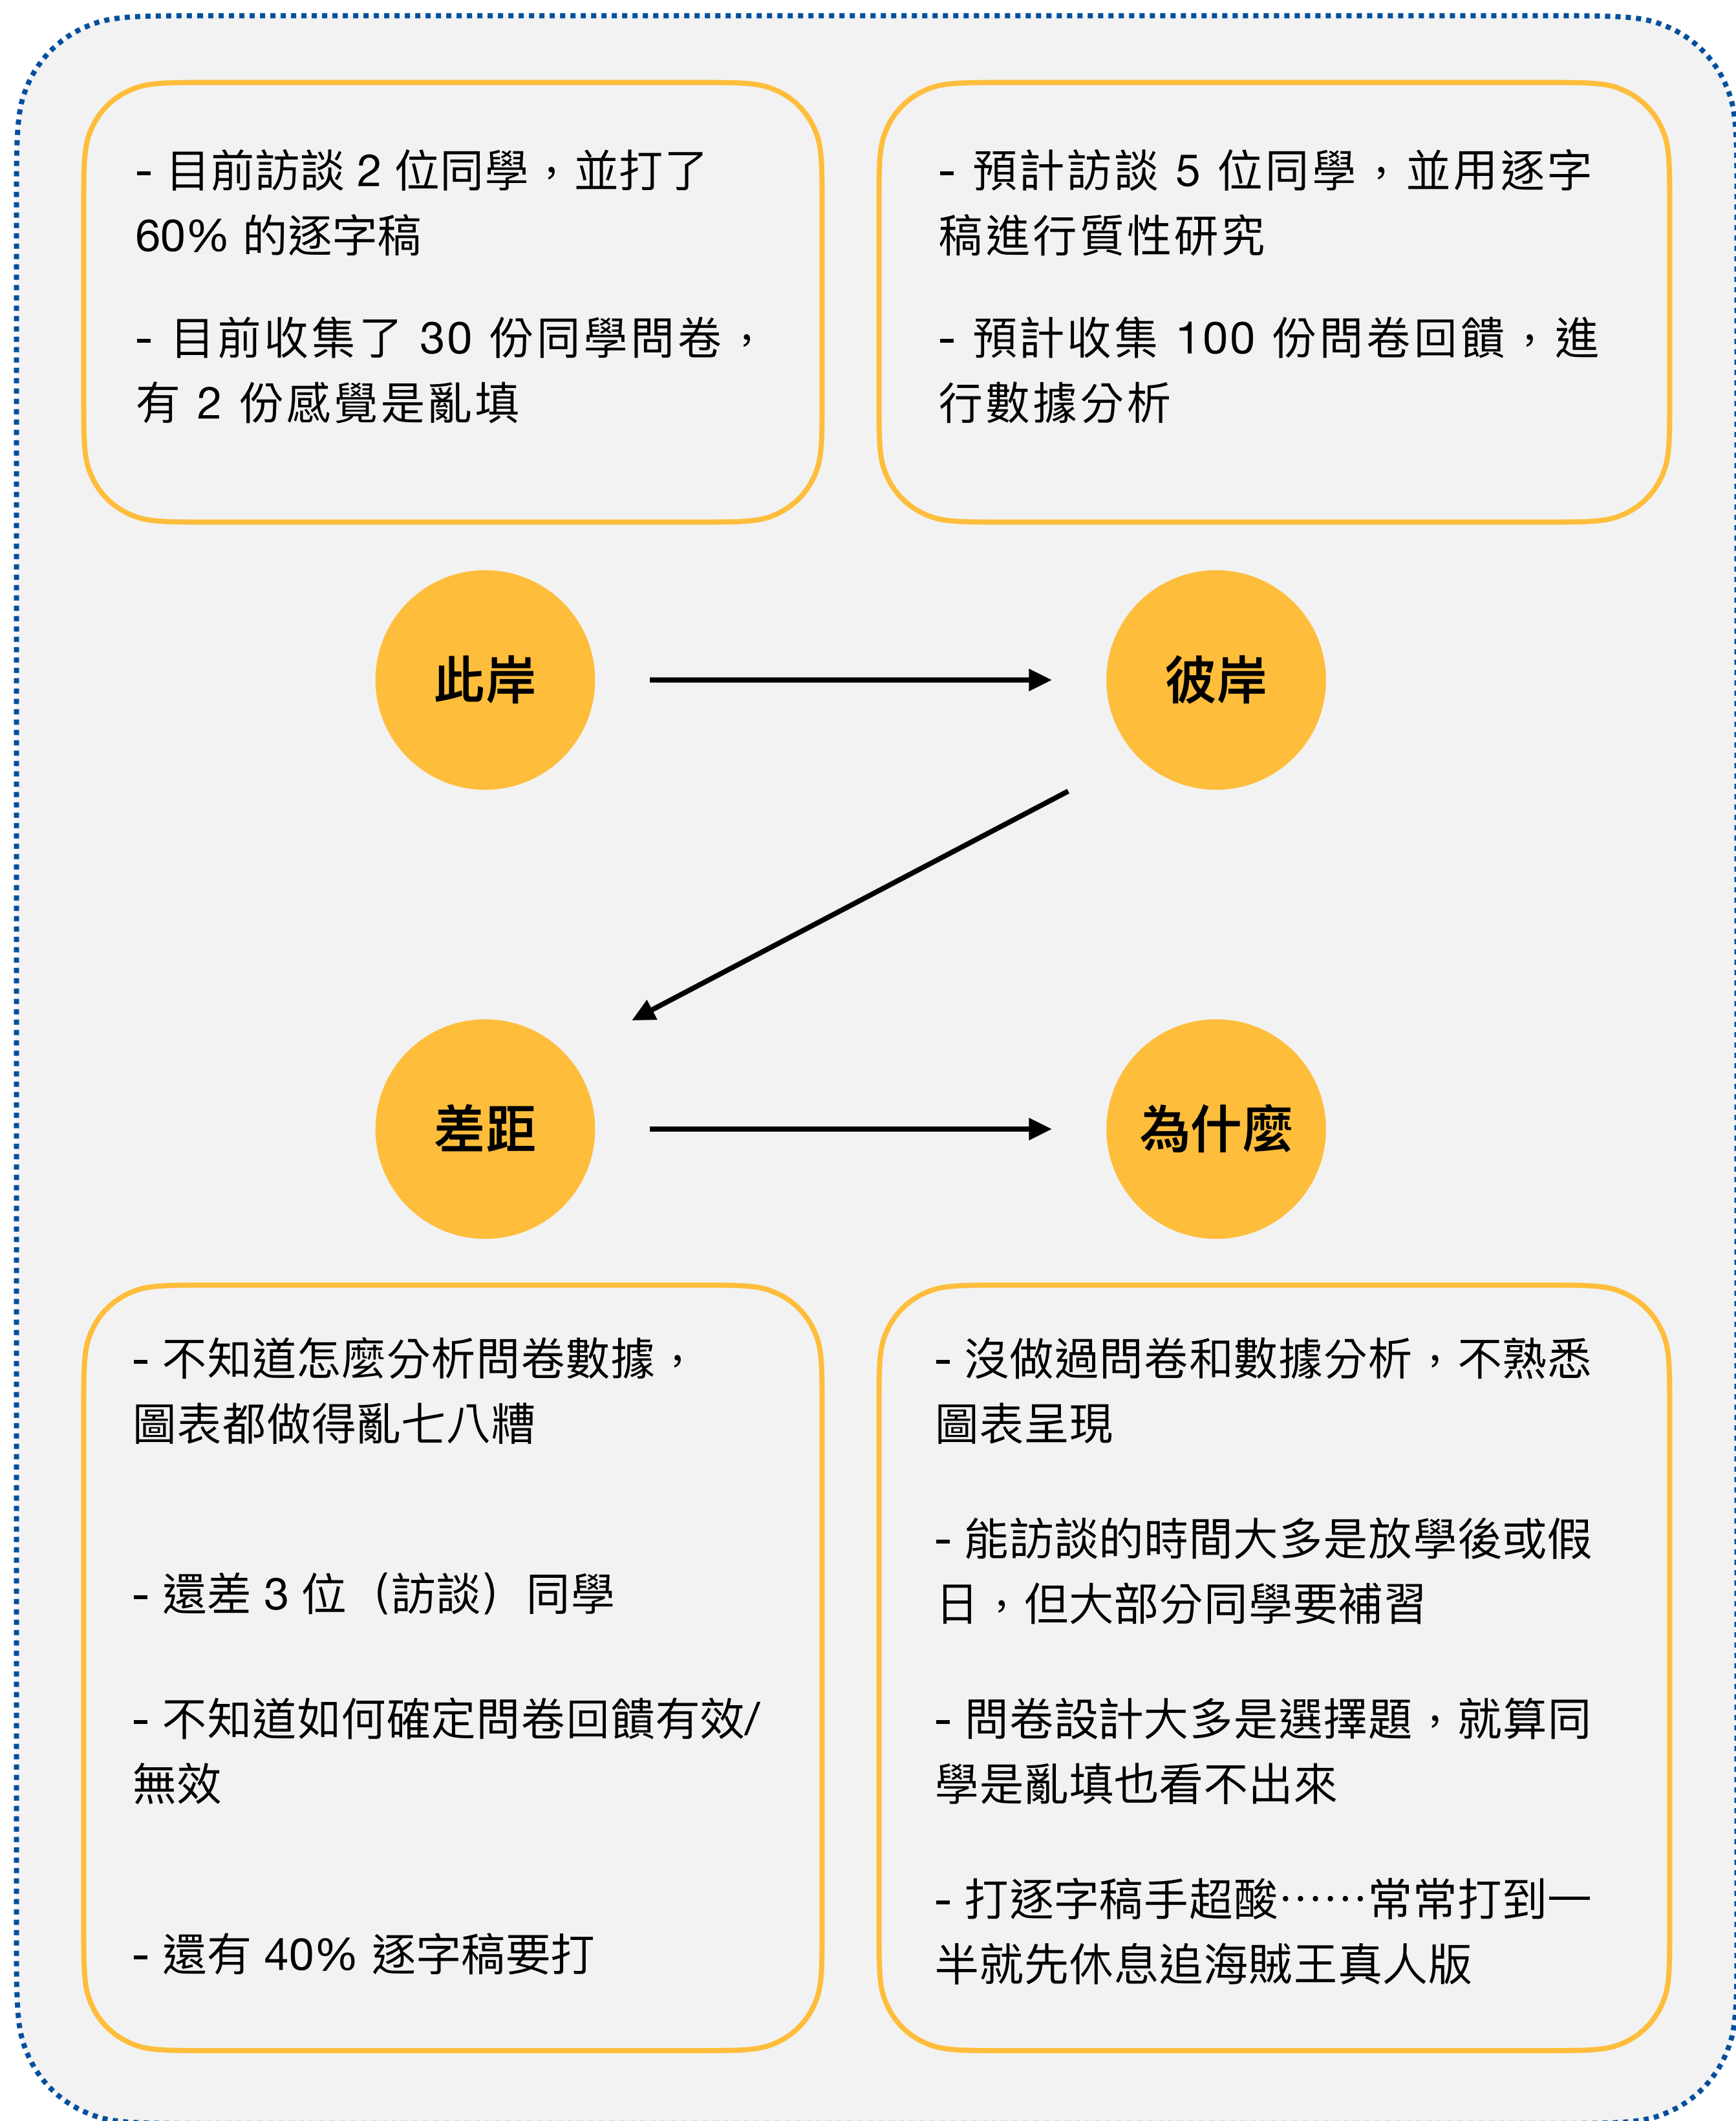 - 目前訪談 2 位同學，並打了
60% 的逐字稿
- 目前收集了 30 份同學問卷，
有 2 份感覺是亂填
- 預計訪談 5 位同學，並用逐字
稿進行質性研究
- 預計收集 100 份問卷回饋，進
行數據分析
此岸
彼岸
差距
為什麼
- 不知道怎麼分析問卷數據，
圖表都做得亂七八糟
- 還差 3 位（訪談）同學
- 不知道如何確定問卷回饋有效/
無效
- 還有 40% 逐字稿要打
- 沒做過問卷和數據分析，不熟悉
圖表呈現
- 能訪談的時間大多是放學後或假
日，但大部分同學要補習
- 問卷設計大多是選擇題，就算同
學是亂填也看不出來
- 打逐字稿手超酸⋯⋯常常打到一
半就先休息追海賊王真人版